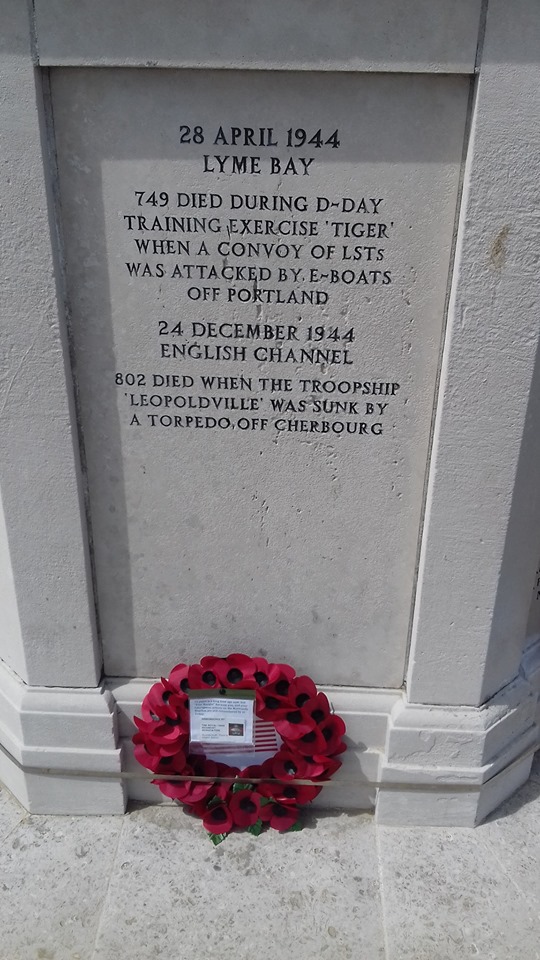 28 APRIL 1944
LYME BAY
749 DIED DURING D-DAY
TRAINING EXERCISE 'TIGER'
WHEN A CONVOY OF LSTs
WAS ATTACKED BY E-BOATS
OFF PORTLAND
24 DECEMBER 1944
ENGLISH CHANNEL
802 DIED WHEN THE TROOPSHIP
'LEOPOLDVILLE' WAS SUNK BY
A TORPEDO OFF CHERBOURG